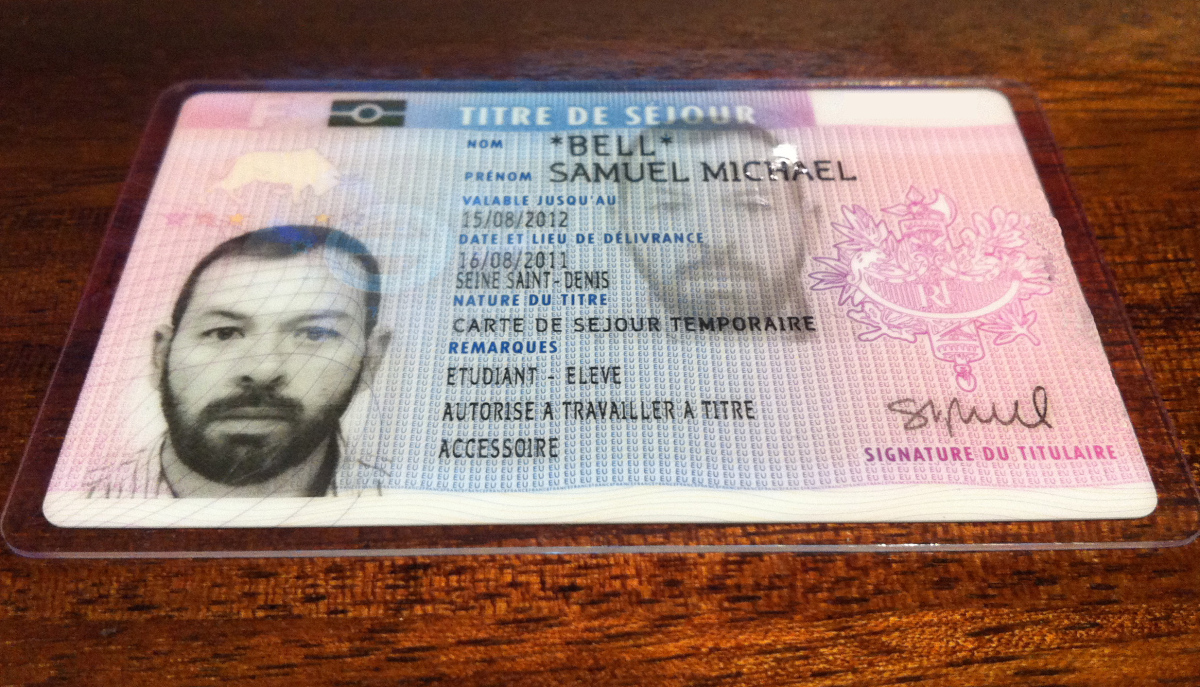 TITRE DE SÉJOUR
NOM *BELL*
PRÉNOM SAMUEL MICHAEL
VALABLE JUSQU'AU
15/08/2012
DATE ET LIEU DE DÉLIVRANCE
16/08/2011
SEINE SAINT-DENIS
NATURE DU TITRE
CARTE DE SEJOUR TEMPORAIRE
REMARQUES
ETUDIANT - ELEVE
AUTORISE A TRAVAILLER A TITRE
ACCESSOIRE
RF
SIGNATURE DU TITULAIRE